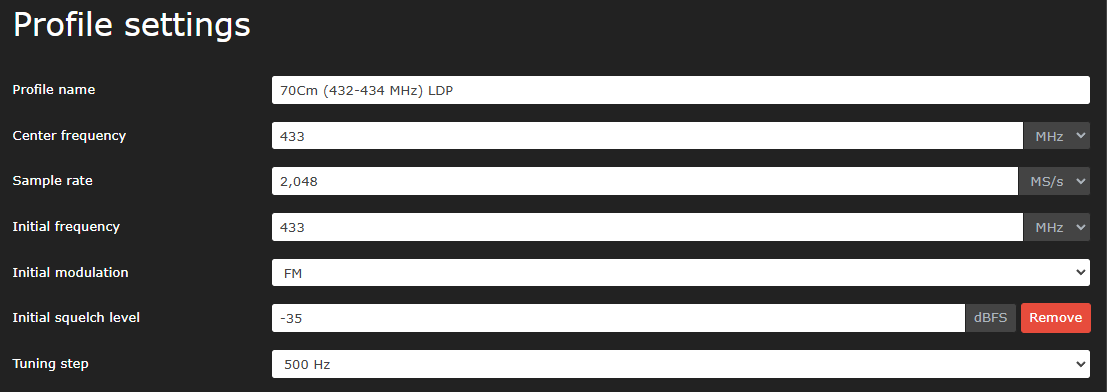 Profile settings
Profile name 70Cm (432-434 MHz) LDP
Center frequency 433 MHz
Sample rate 2,048 MS/s
Initial frequency 433 MHz
Initial modulation FM
Initial squelch level -35 dBFS Remove
Tuning step 500 Hz